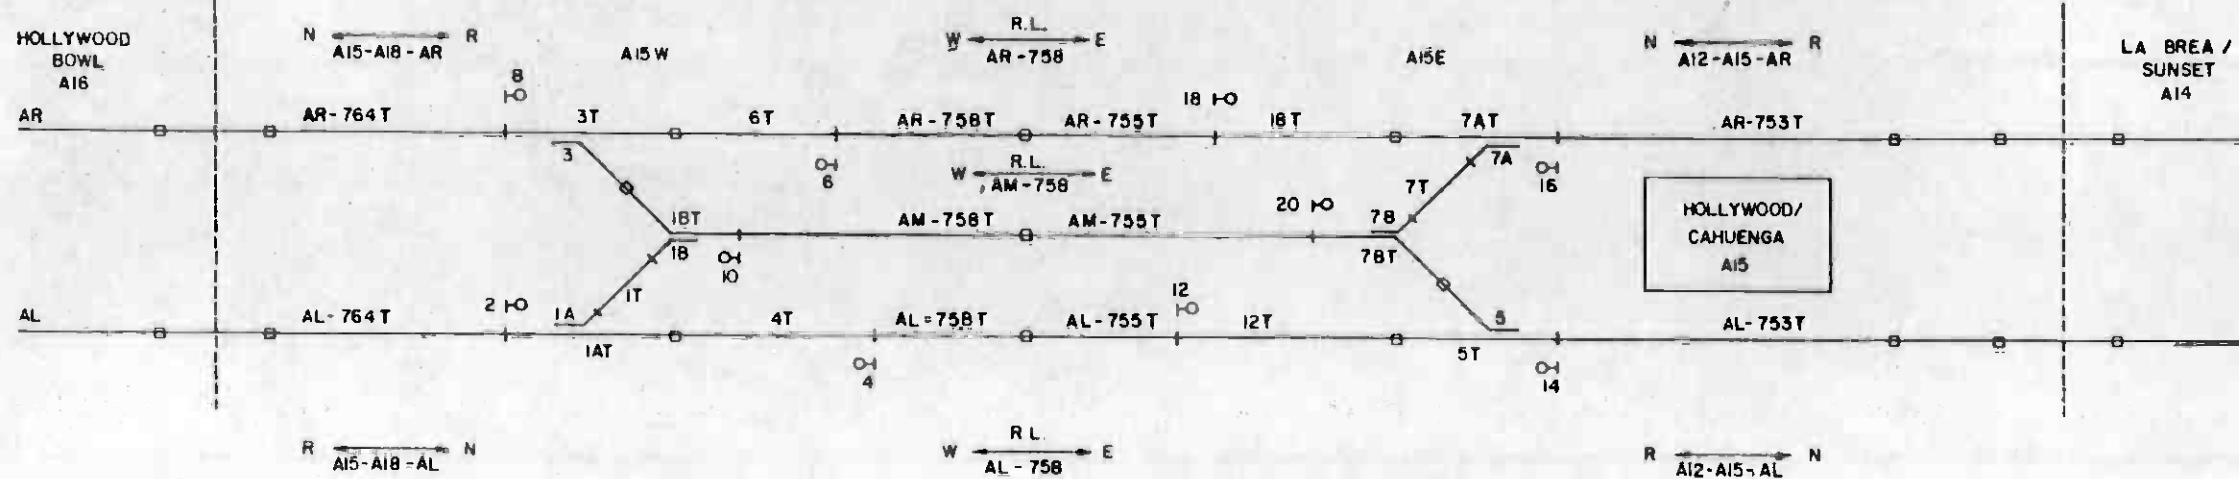 HOLLYWOOD
BOWL
A16
N R
A15-A18-AR
A15W
R.L.
W E
AR-758
A15E
N R
A12-A15-AR
LA BREA /
SUNSET
A14
8
18
AR
AR-764T
3T
6T
AR-758T
AR-755T
18T
7AT
AR-753T
3
6
R.L.
W E
AM-758
7A
16
7T
1BT
AM-758T
AM-755T
20
7B
HOLLYWOOD/
CAHUENGA
A15
1B
10
7BT
1T
2
1A
12
5
AL
AL-764T
4T
AL-758T
AL-755T
12T
AL-753T
1AT
5T
4
14
R N
A15-A18-AL
R.L.
W E
AL-758
R N
A12-A15-AL